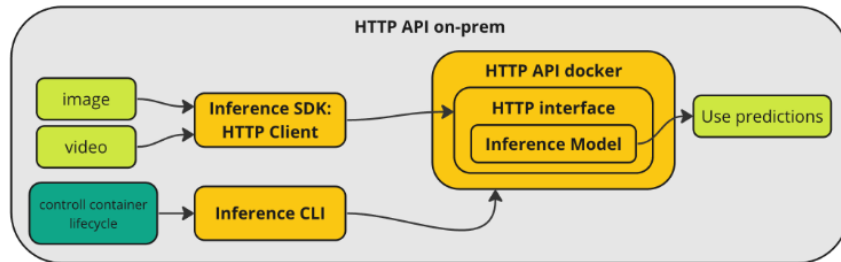 HTTP API on-prem
image
video
Inference SDK:
HTTP Client
HTTP API docker
HTTP interface
Inference Model
Use predictions
controll container
lifecycle
Inference CLI